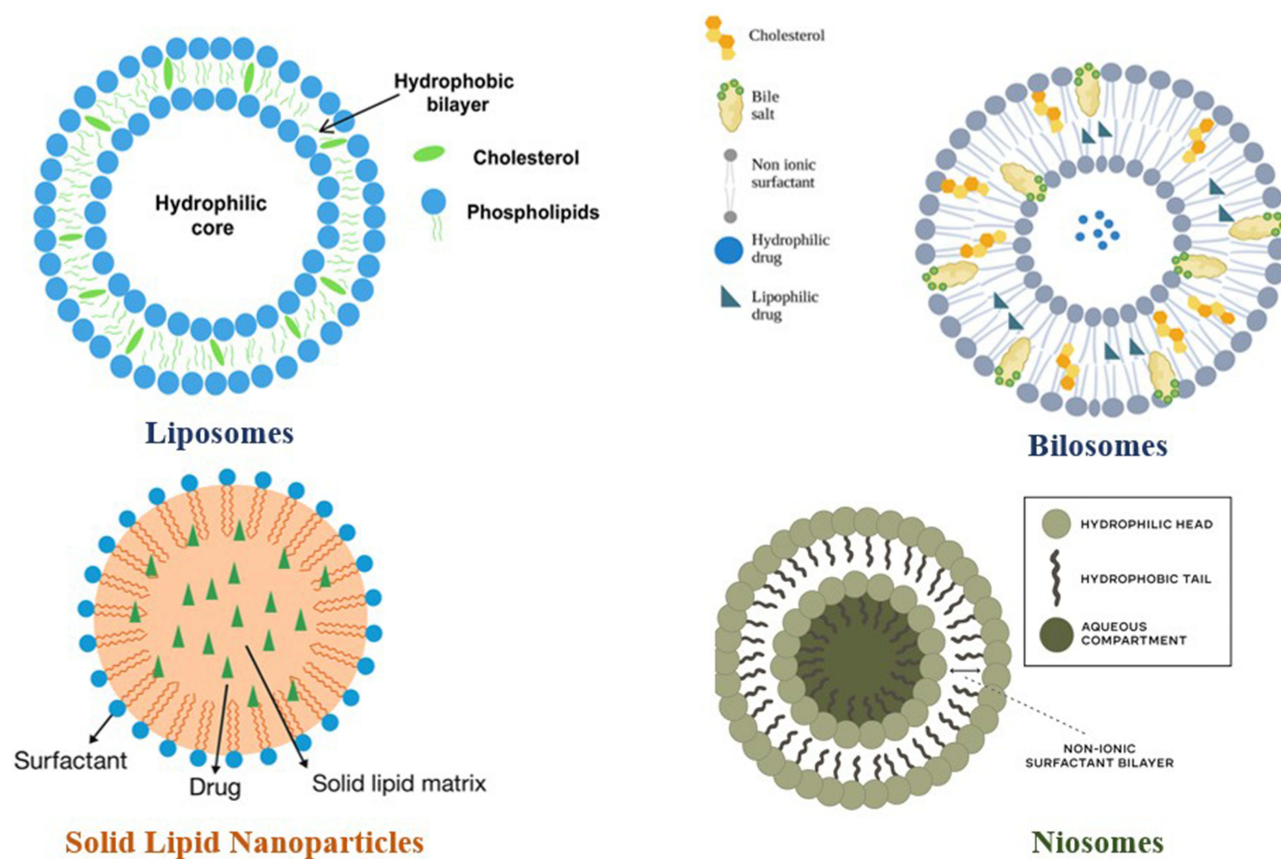 Hydrophobic
bilayer
Cholesterol
Phospholipids
Hydrophilic
core
Liposomes
Cholesterol
Bile
salt
Non ionic
surfactant
Hydrophilic
drug
Lipophilic
drug
Bilosomes
Surfactant
Drug
Solid lipid matrix
Solid Lipid Nanoparticles
HYDROPHILIC HEAD
HYDROPHOBIC TAIL
AQUEOUS
COMPARTMENT
NON-IONIC
SURFACTANT BILAYER
Niosomes